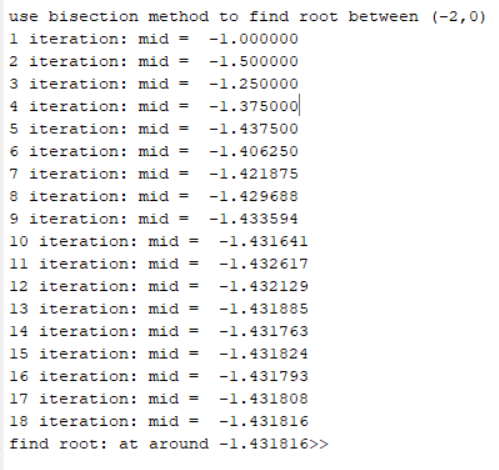 use bisection method to find root between (-2,0)
1 iteration: mid =  -1.000000
2 iteration: mid =  -1.500000
3 iteration: mid =  -1.250000
4 iteration: mid =  -1.375000
5 iteration: mid =  -1.437500
6 iteration: mid =  -1.406250
7 iteration: mid =  -1.421875
8 iteration: mid =  -1.429688
9 iteration: mid =  -1.433594
10 iteration: mid =  -1.431641
11 iteration: mid =  -1.432617
12 iteration: mid =  -1.432129
13 iteration: mid =  -1.431885
14 iteration: mid =  -1.431763
15 iteration: mid =  -1.431824
16 iteration: mid =  -1.431793
17 iteration: mid =  -1.431808
18 iteration: mid =  -1.431816
find root: at around -1.431816>>